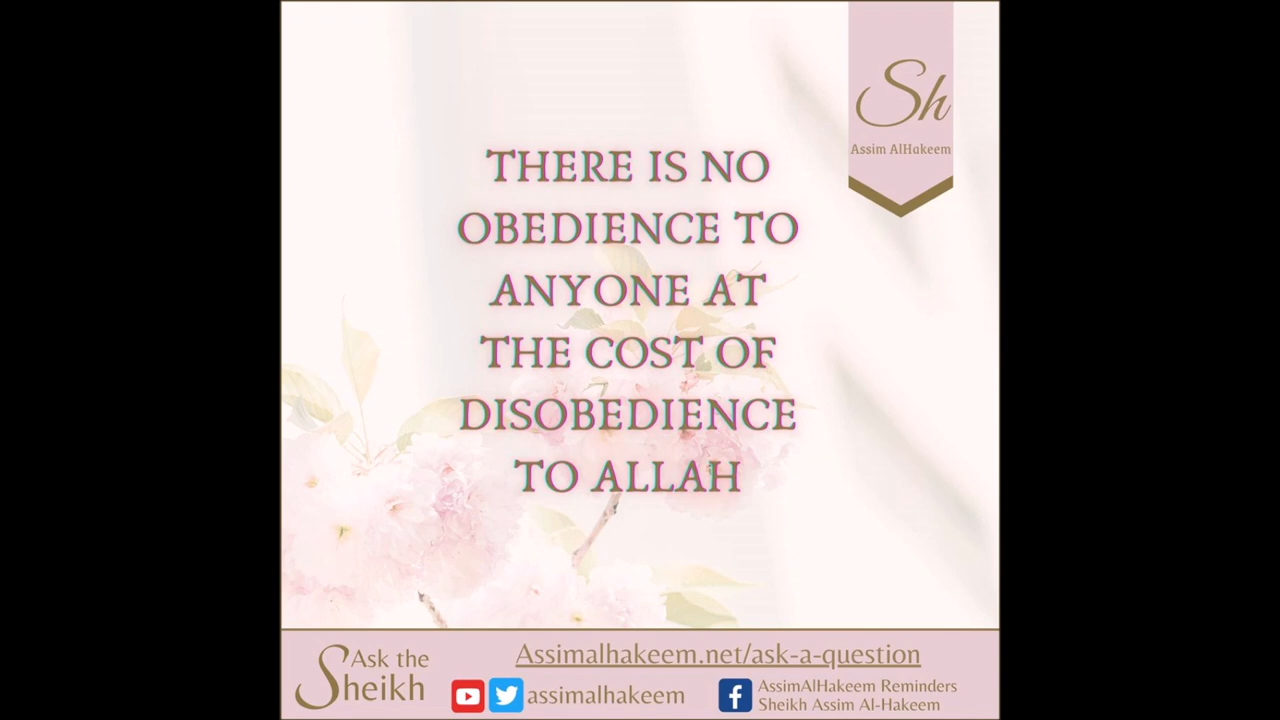 Sh
Assim AlHakeem
THERE IS NO
OBEDIENCE TO
ANYONE AT
THE COST OF
DISOBEDIENCE
TO ALLAH
Ask the
Sheikh
Assimalhakeem.net/ask-a-question
assimalhakeem
AssimAlHakeem Reminders
Sheikh Assim Al-Hakeem